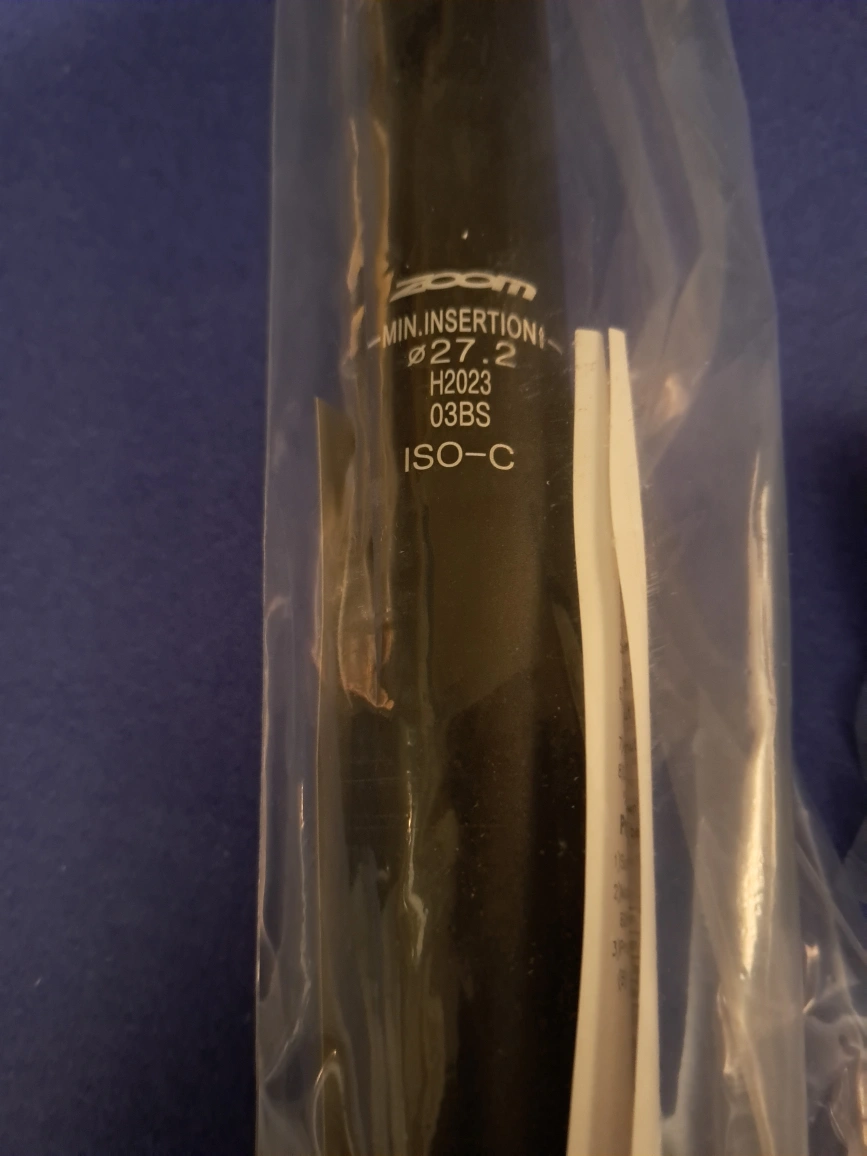 ZOOM
MIN.INSERTION⇧
ø27.2
H2023
03BS
ISO-C